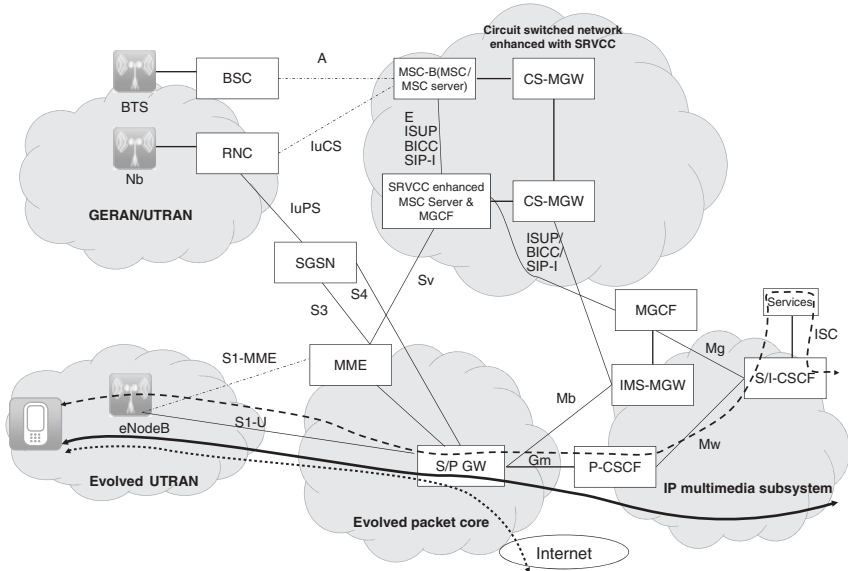 Circuit switched network
enhanced with SRVCC
A
BSC
MSC-B(MSC/
MSC server)
CS-MGW
BTS
E
ISUP
BICC
SIP-I
IuCS
RNC
Nb
SRVCC enhanced
MSC Server &
MGCF
CS-MGW
GERAN/UTRAN
IuPS
ISUP/
BICC/
SIP-I
SGSN
Sv
S4
S3
MGCF
Services
ISC
Mg
S1-MME
MME
IMS-MGW
S/I-CSCF
Mb
eNodeB
S1-U
Mw
Gm
S/P GW
P-CSCF
Evolved UTRAN
IP multimedia subsystem
Evolved packet core
Internet